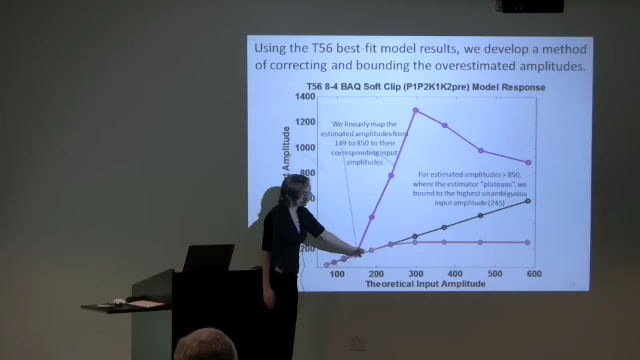 Using the T56 best-fit model results, we develop a method
of correcting and bounding the overestimated amplitudes.
T56 8-4 BAQ Soft Clip (P1P2K1K2pre) Model Response
1400
1200
1000
800
200
Amplitude
We linearly map the
estimated amplitudes from
149 to 850 to their
corresponding input
amplitudes
For estimated amplitudes > 850,
where the estimator "plateaus", we
bound to the highest unambiguous
input amplitude (245)
100
200
300
400
500
600
Theoretical Input Amplitude